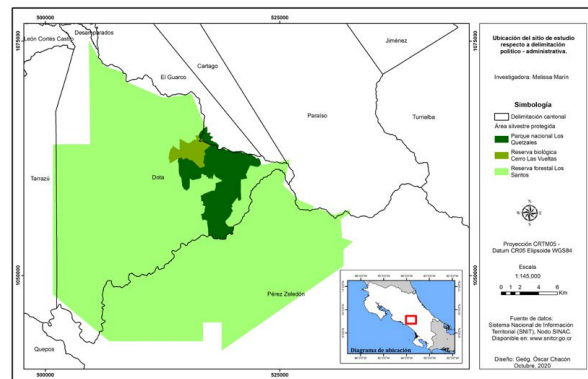 500000
525000
1075000
1075000
Desamparados
León Cortés Castro
Cartago
Jiménez
El Guarco
Paraíso
Turrialba
Tarrazú
Dota
1050000
1050000
Pérez Zeledón
Quepos
Diagrama de ubicación
500000
525000
Ubicación del sitio de estudio
respecto a delimitación
político - administrativa.
Investigadora: Melissa Marín
Simbología
Delimitación cantonal
Área silvestre protegida
Parque nacional Los
Quetzales
Reserva biológica
Cerro Las Vueltas
Reserva forestal Los
Santos
N
E
S
Proyección CRTM05 -
Datum CR05 Elipsoide WGS84
Escala
1:145,000
0 1 2 4 6
Km
Fuente de datos:
Sistema Nacional de Información
Territorial (SNIT), Nodo SINAC.
Disponible en: www.snitcr.go.cr
Diseño: Geóg. Óscar Chacón
Octubre, 2020.